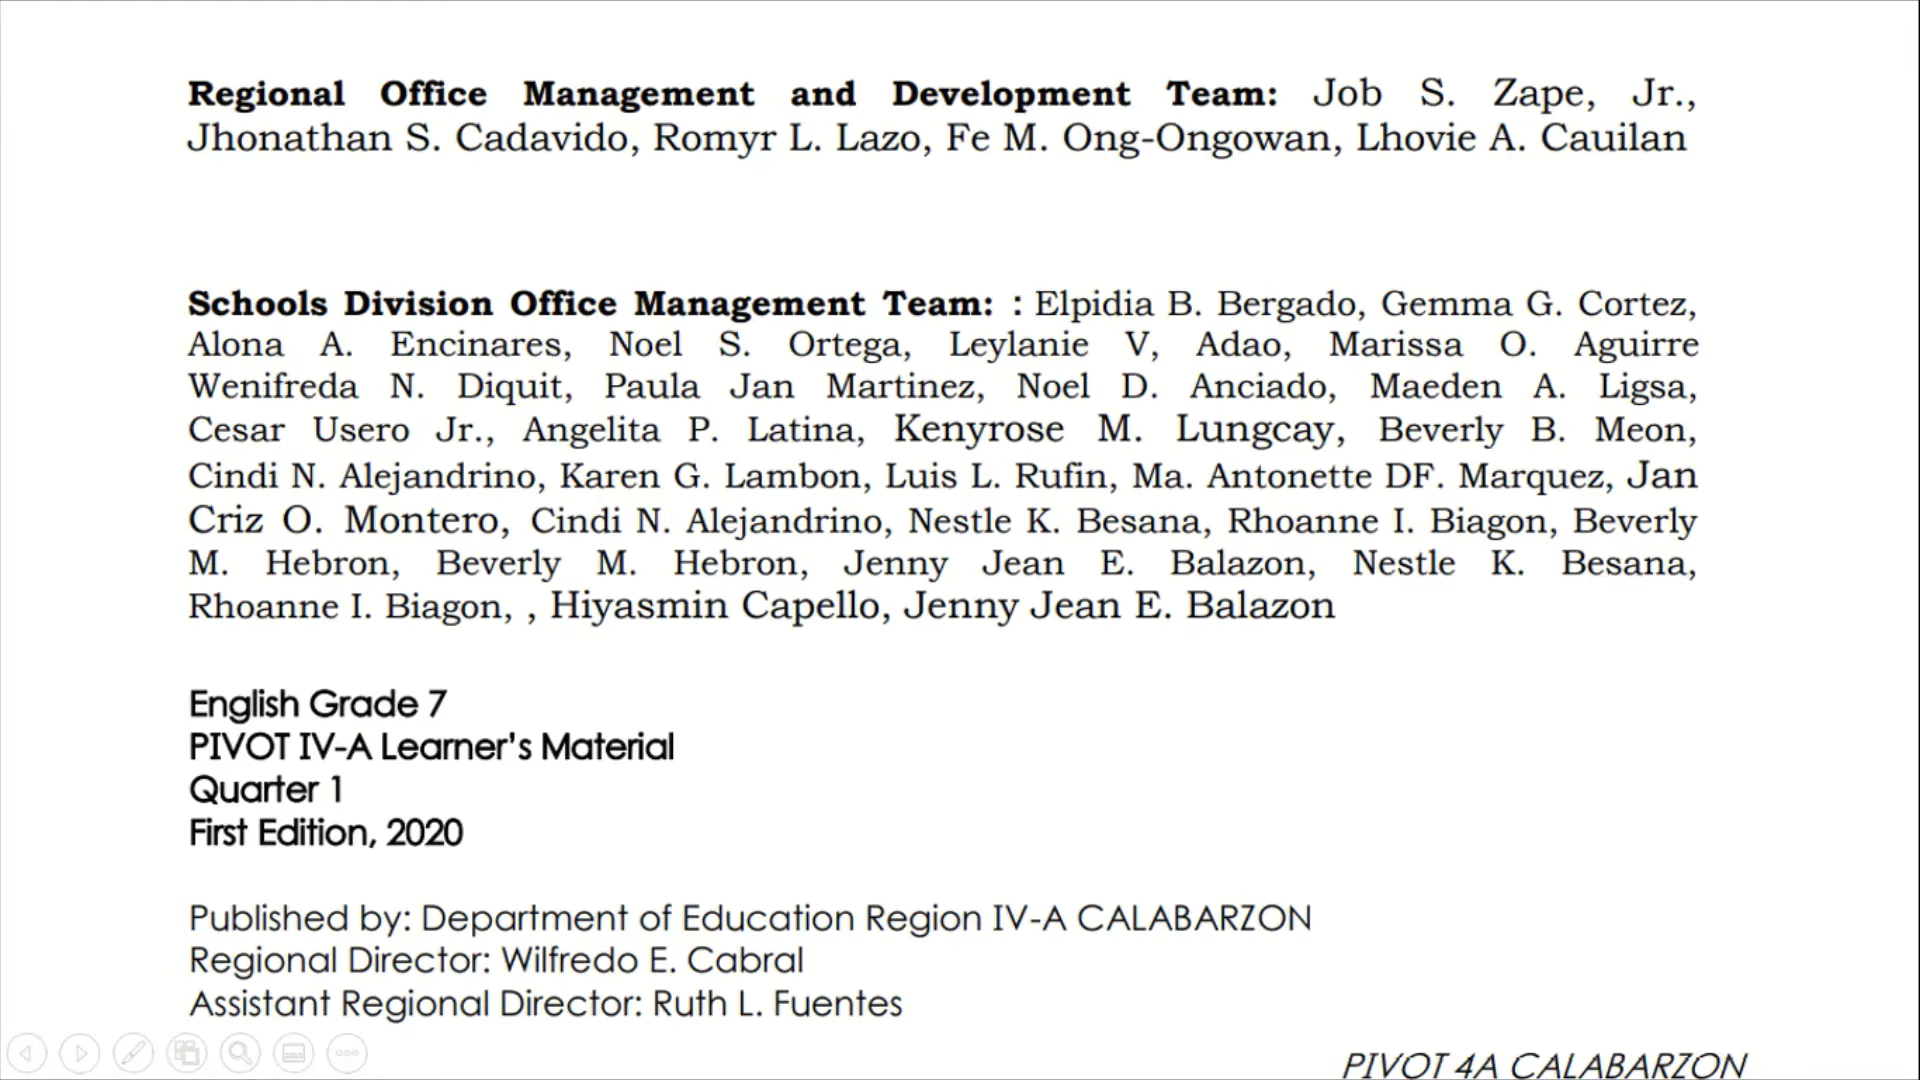 Regional Office Management and Development Team: Job S. Zape, Jr.,
Jhonathan S. Cadavido, Romyr L. Lazo, Fe M. Ong-Ongowan, Lhovie A. Cauilan
Schools Division Office Management Team: : Elpidia B. Bergado, Gemma G. Cortez,
Alona A. Encinares, Noel S. Ortega, Leylanie V, Adao, Marissa O. Aguirre
Wenifreda N. Diquit, Paula Jan Martinez, Noel D. Anciado, Maeden A. Ligsa,
Cesar Usero Jr., Angelita P. Latina, Kenyrose M. Lungcay, Beverly B. Meon,
Cindi N. Alejandrino, Karen G. Lambon, Luis L. Rufin, Ma. Antonette DF. Marquez, Jan
Criz O. Montero, Cindi N. Alejandrino, Nestle K. Besana, Rhoanne I. Biagon, Beverly
M. Hebron, Beverly M. Hebron, Jenny Jean E. Balazon, Nestle K. Besana,
Rhoanne I. Biagon, , Hiyasmin Capello, Jenny Jean E. Balazon
English Grade 7
PIVOT IV-A Learner’s Material
Quarter 1
First Edition, 2020
Published by: Department of Education Region IV-A CALABARZON
Regional Director: Wilfredo E. Cabral
Assistant Regional Director: Ruth L. Fuentes
PIVOT 4A CALABARZON